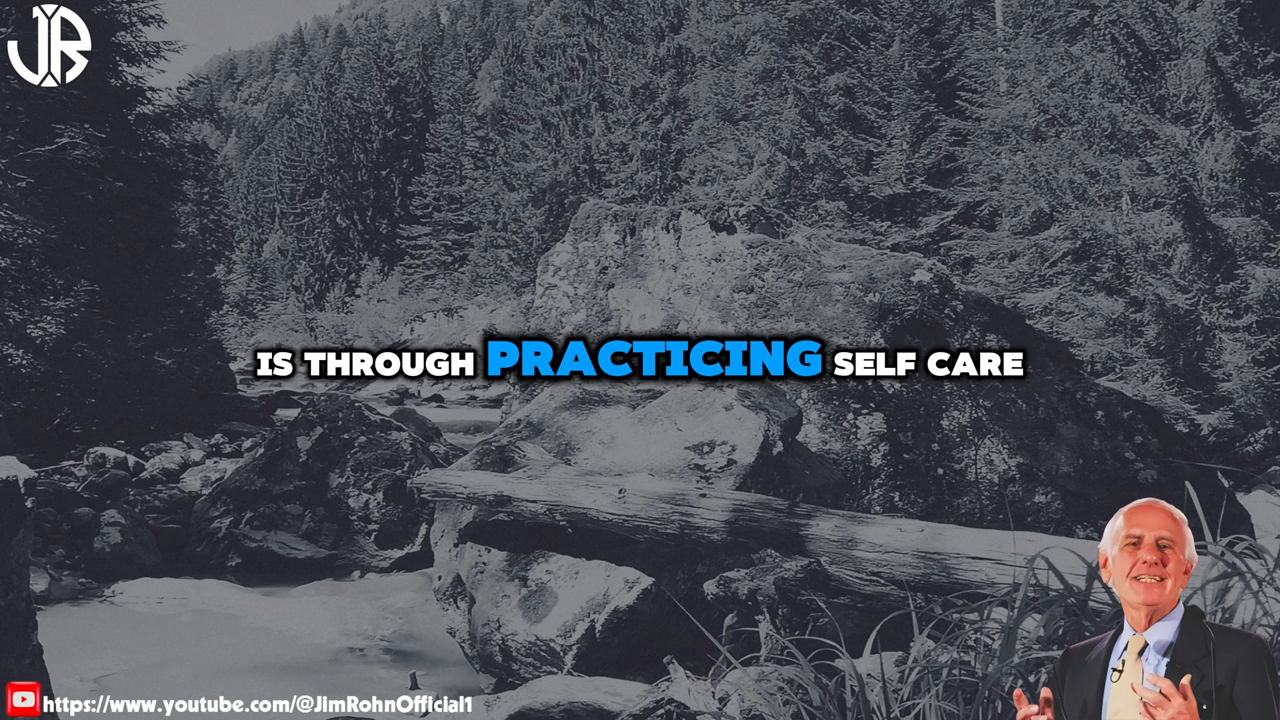 JR
IS THROUGH PRACTICING SELF CARE
https://www.youtube.com/@JimRohnOfficial1